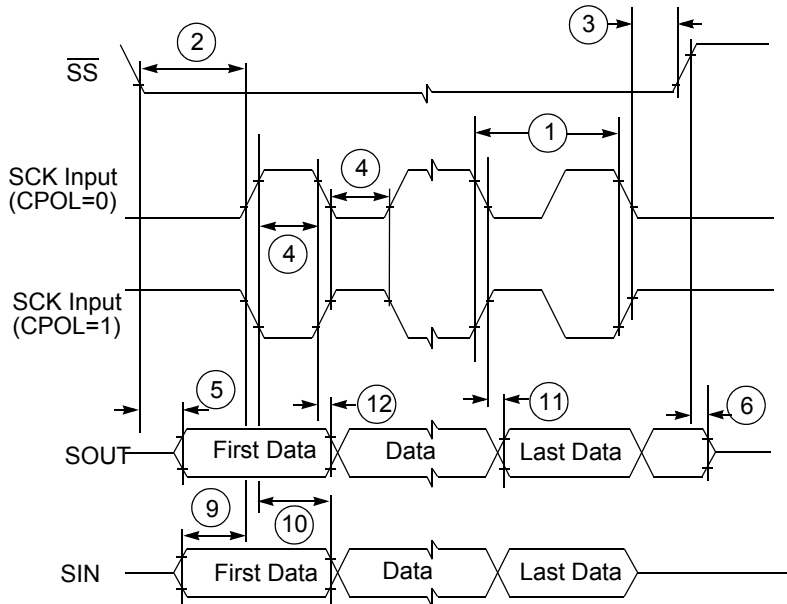 3
2
S̅S̅
1
SCK Input
(CPOL=0)
4
4
SCK Input
(CPOL=1)
5
12
11
6
SOUT
First Data
Data
Last Data
9
10
SIN
First Data
Data
Last Data